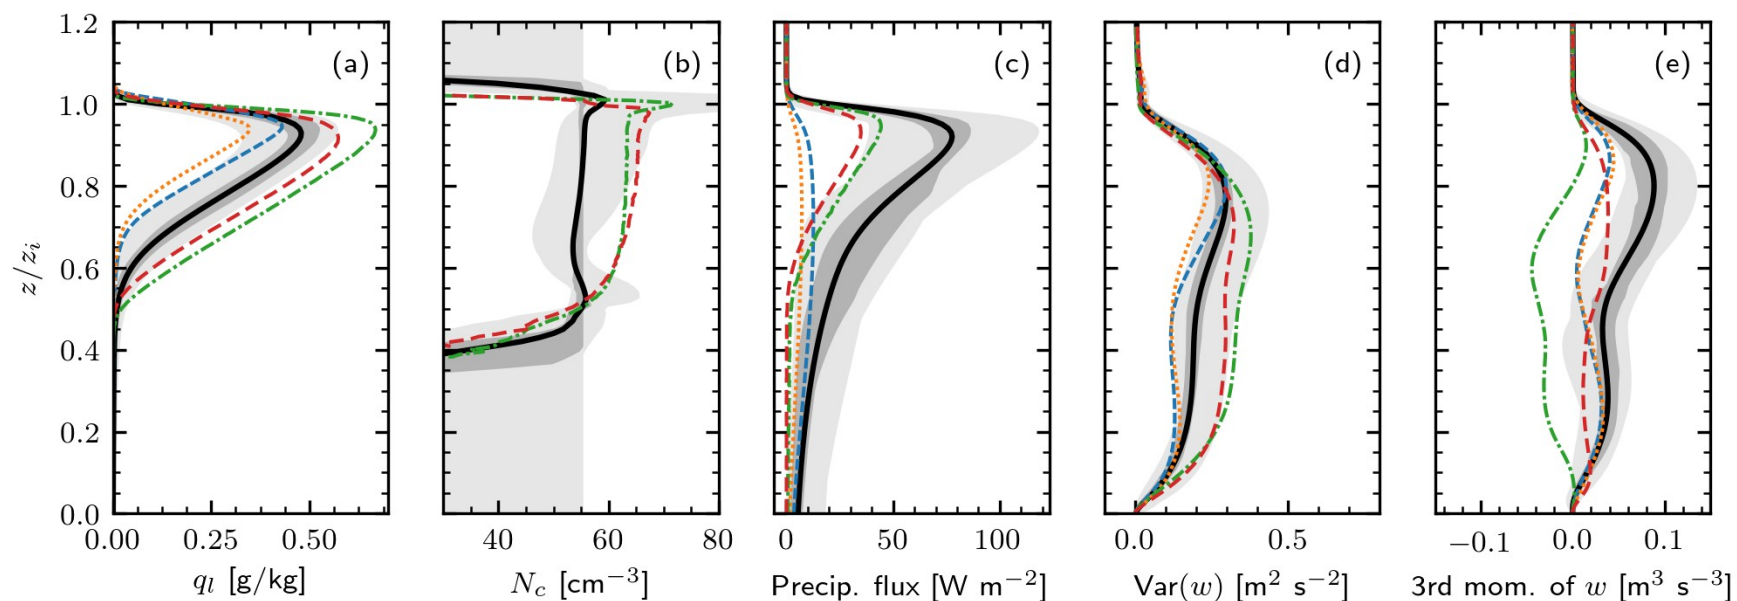 1.2
1.0
0.8
0.6
0.4
0.2
0.0
z/z_i
(a)
(b)
(c)
(d)
(e)
0.00 0.25 0.50
40 60 80
0 50 100
0.0 0.5
−0.1 0.0 0.1
q_l [g/kg]
N_c [cm⁻³]
Precip. flux [W m⁻²]
Var(w) [m² s⁻²]
3rd mom. of w [m³ s⁻³]